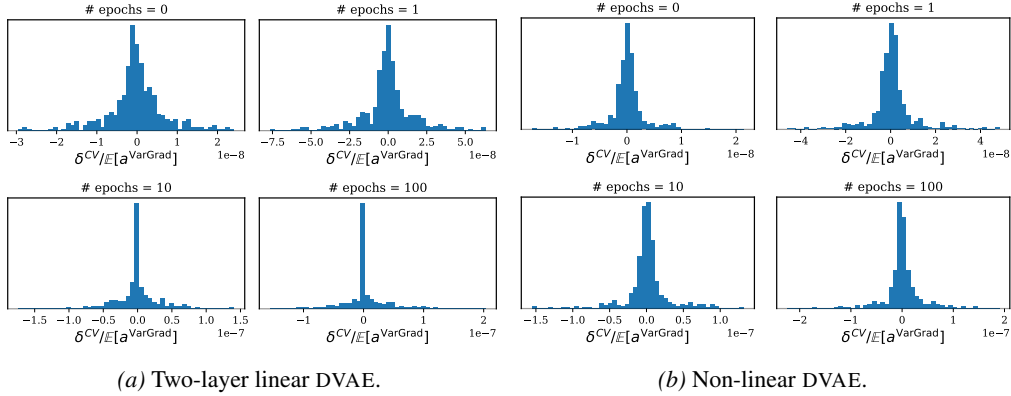 # epochs = 0
−3 −2 −1 0 1 2
1e−8
δ^CV/𝔼[a^VarGrad]
# epochs = 1
−7.5 −5.0 −2.5 0.0 2.5 5.0
1e−8
δ^CV/𝔼[a^VarGrad]
# epochs = 10
−1.5 −1.0 −0.5 0.0 0.5 1.0 1.5
1e−7
δ^CV/𝔼[a^VarGrad]
# epochs = 100
−1 0 1 2
1e−7
δ^CV/𝔼[a^VarGrad]
(a) Two-layer linear DVAE.
# epochs = 0
−1 0 1 2
1e−8
δ^CV/𝔼[a^VarGrad]
# epochs = 1
−4 −2 0 2 4
1e−8
δ^CV/𝔼[a^VarGrad]
# epochs = 10
−1.5 −1.0 −0.5 0.0 0.5 1.0
1e−7
δ^CV/𝔼[a^VarGrad]
# epochs = 100
−2 −1 0 1 2
1e−7
δ^CV/𝔼[a^VarGrad]
(b) Non-linear DVAE.